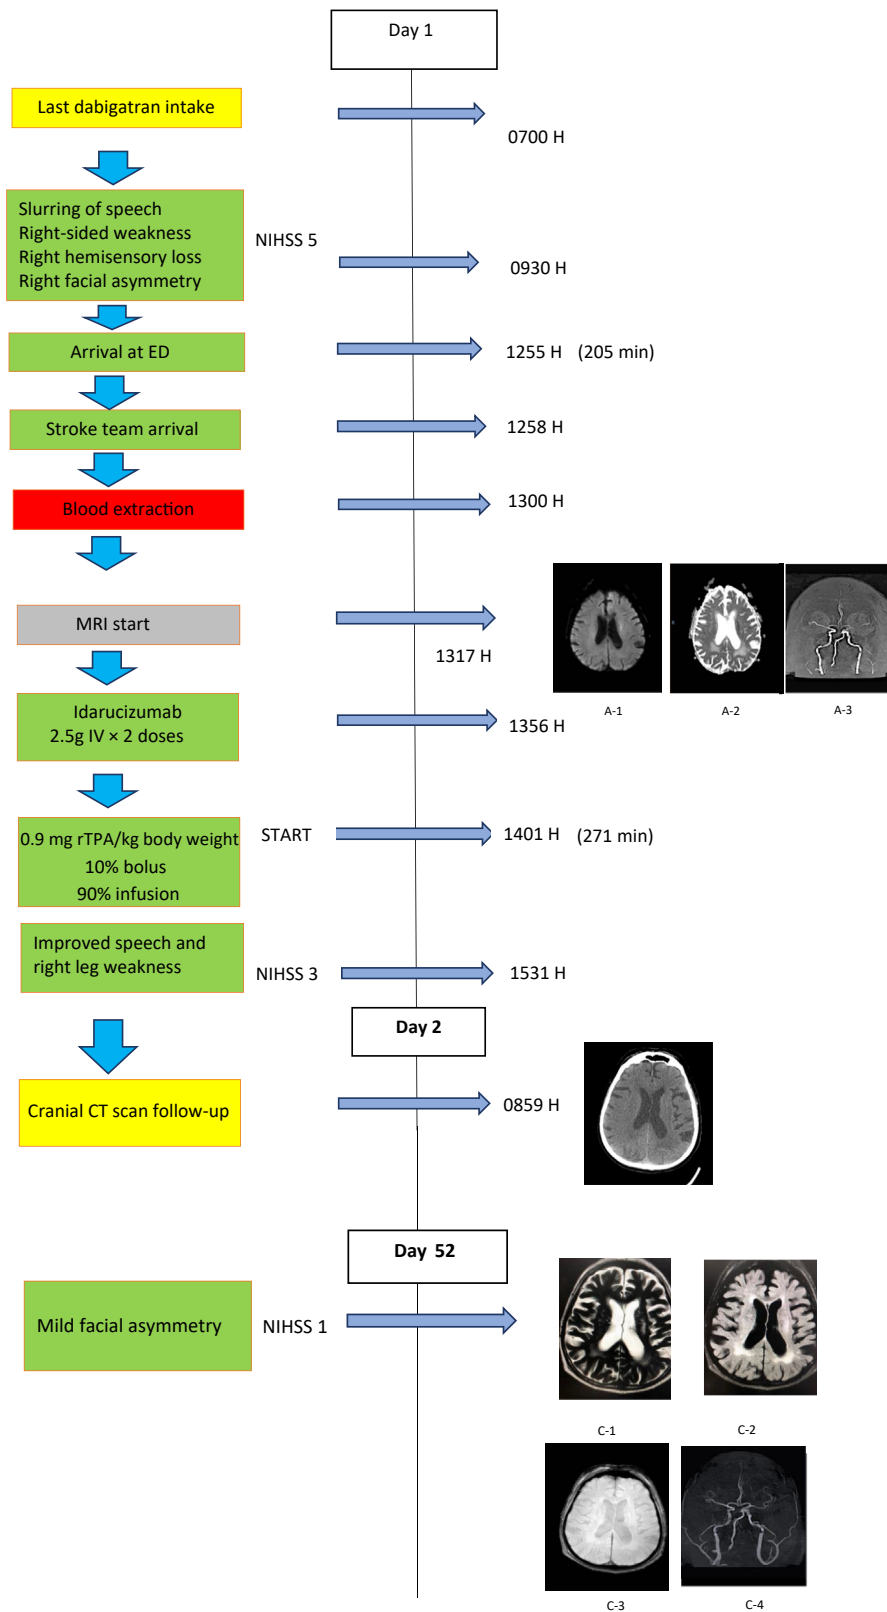 Day 1
Last dabigatran intake
0700 H
Slurring of speech
Right-sided weakness
Right hemisensory loss
Right facial asymmetry
NIHSS 5
0930 H
Arrival at ED
1255 H (205 min)
Stroke team arrival
1258 H
Blood extraction
1300 H
MRI start
1317 H
A-1
A-2
A-3
Idarucizumab
2.5g IV × 2 doses
1356 H
0.9 mg rTPA/kg body weight
10% bolus
90% infusion
START
1401 H (271 min)
Improved speech and
right leg weakness
NIHSS 3
1531 H
Day 2
Cranial CT scan follow-up
0859 H
Day 52
Mild facial asymmetry
NIHSS 1
C-1
C-2
C-3
C-4